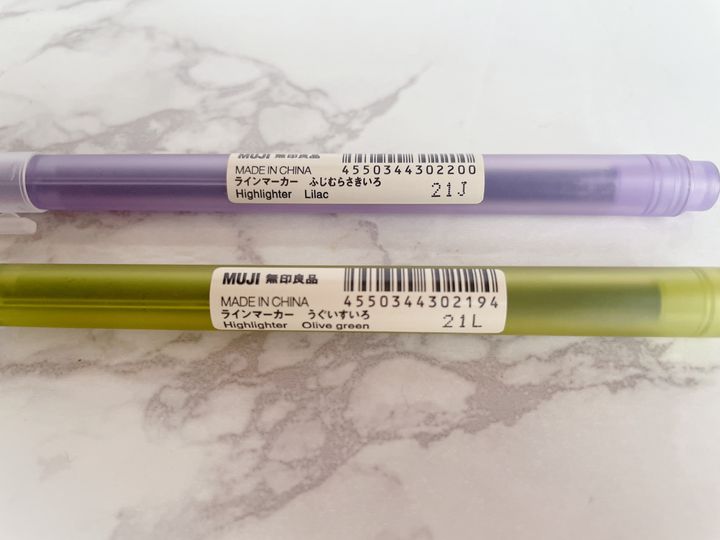 MUJI 無印良品
MADE IN CHINA 4550344302200
ラインマーカー ふじむらさきいろ
Highlighter Lilac 21J
MUJI 無印良品
MADE IN CHINA 4550344302194
ラインマーカー うぐいすいろ
Highlighter Olive green 21L